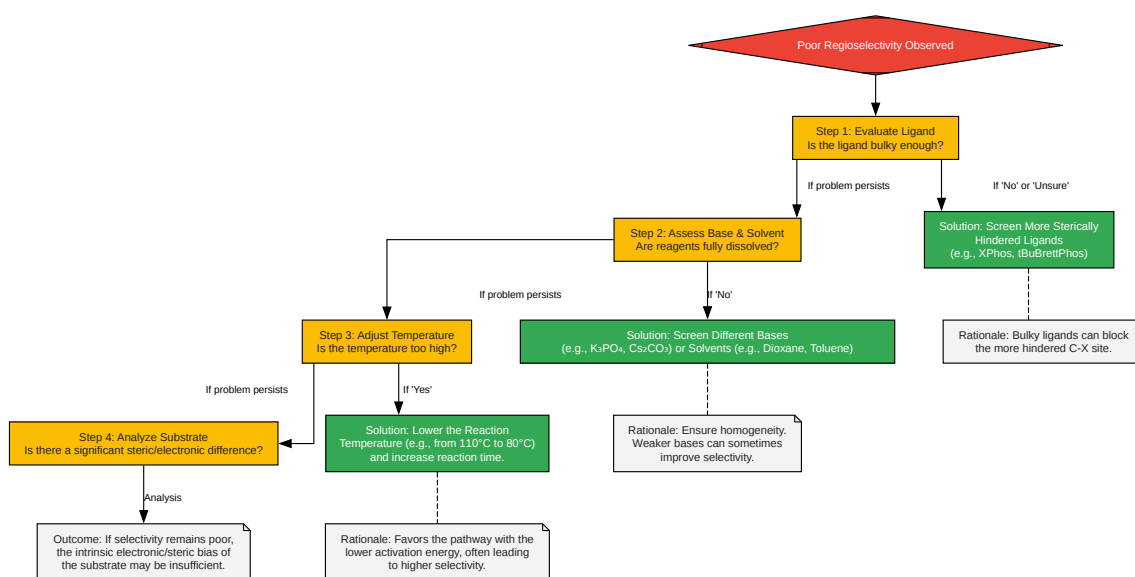 Poor Regioselectivity Observed
Step 1: Evaluate Ligand
Is the ligand bulky enough?
If problem persists
If 'No' or 'Unsure'
Step 2: Assess Base & Solvent
Are reagents fully dissolved?
Solution: Screen More Sterically
Hindered Ligands
(e.g., XPhos, tBuBrettPhos)
If problem persists
If 'No'
Step 3: Adjust Temperature
Is the temperature too high?
Solution: Screen Different Bases
(e.g., K₃PO₄, Cs₂CO₃) or Solvents (e.g., Dioxane, Toluene)
Rationale: Bulky ligands can block
the more hindered C-X site.
If problem persists
If 'Yes'
Step 4: Analyze Substrate
Is there a significant steric/electronic difference?
Solution: Lower the Reaction
Temperature (e.g., from 110°C to 80°C)
and increase reaction time.
Rationale: Ensure homogeneity.
Weaker bases can sometimes
improve selectivity.
Analysis
Outcome: If selectivity remains poor,
the intrinsic electronic/steric bias of
the substrate may be insufficient.
Rationale: Favors the pathway with the
lower activation energy, often leading
to higher selectivity.